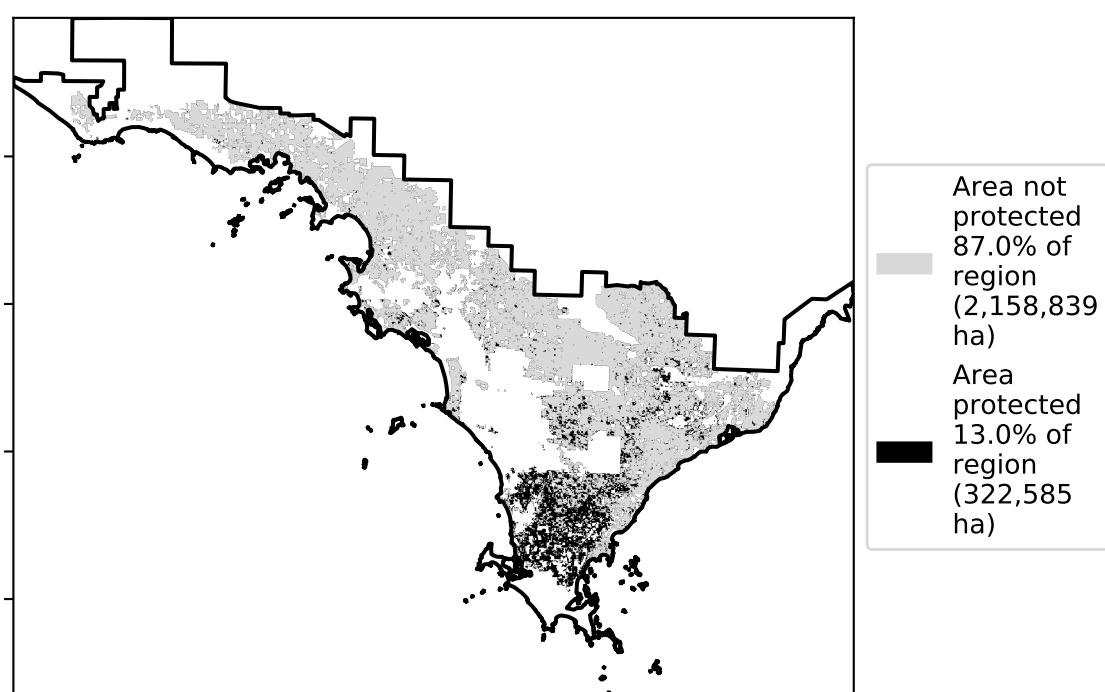 Area not
protected
87.0% of
region
(2,158,839
ha)
Area
protected
13.0% of
region
(322,585
ha)